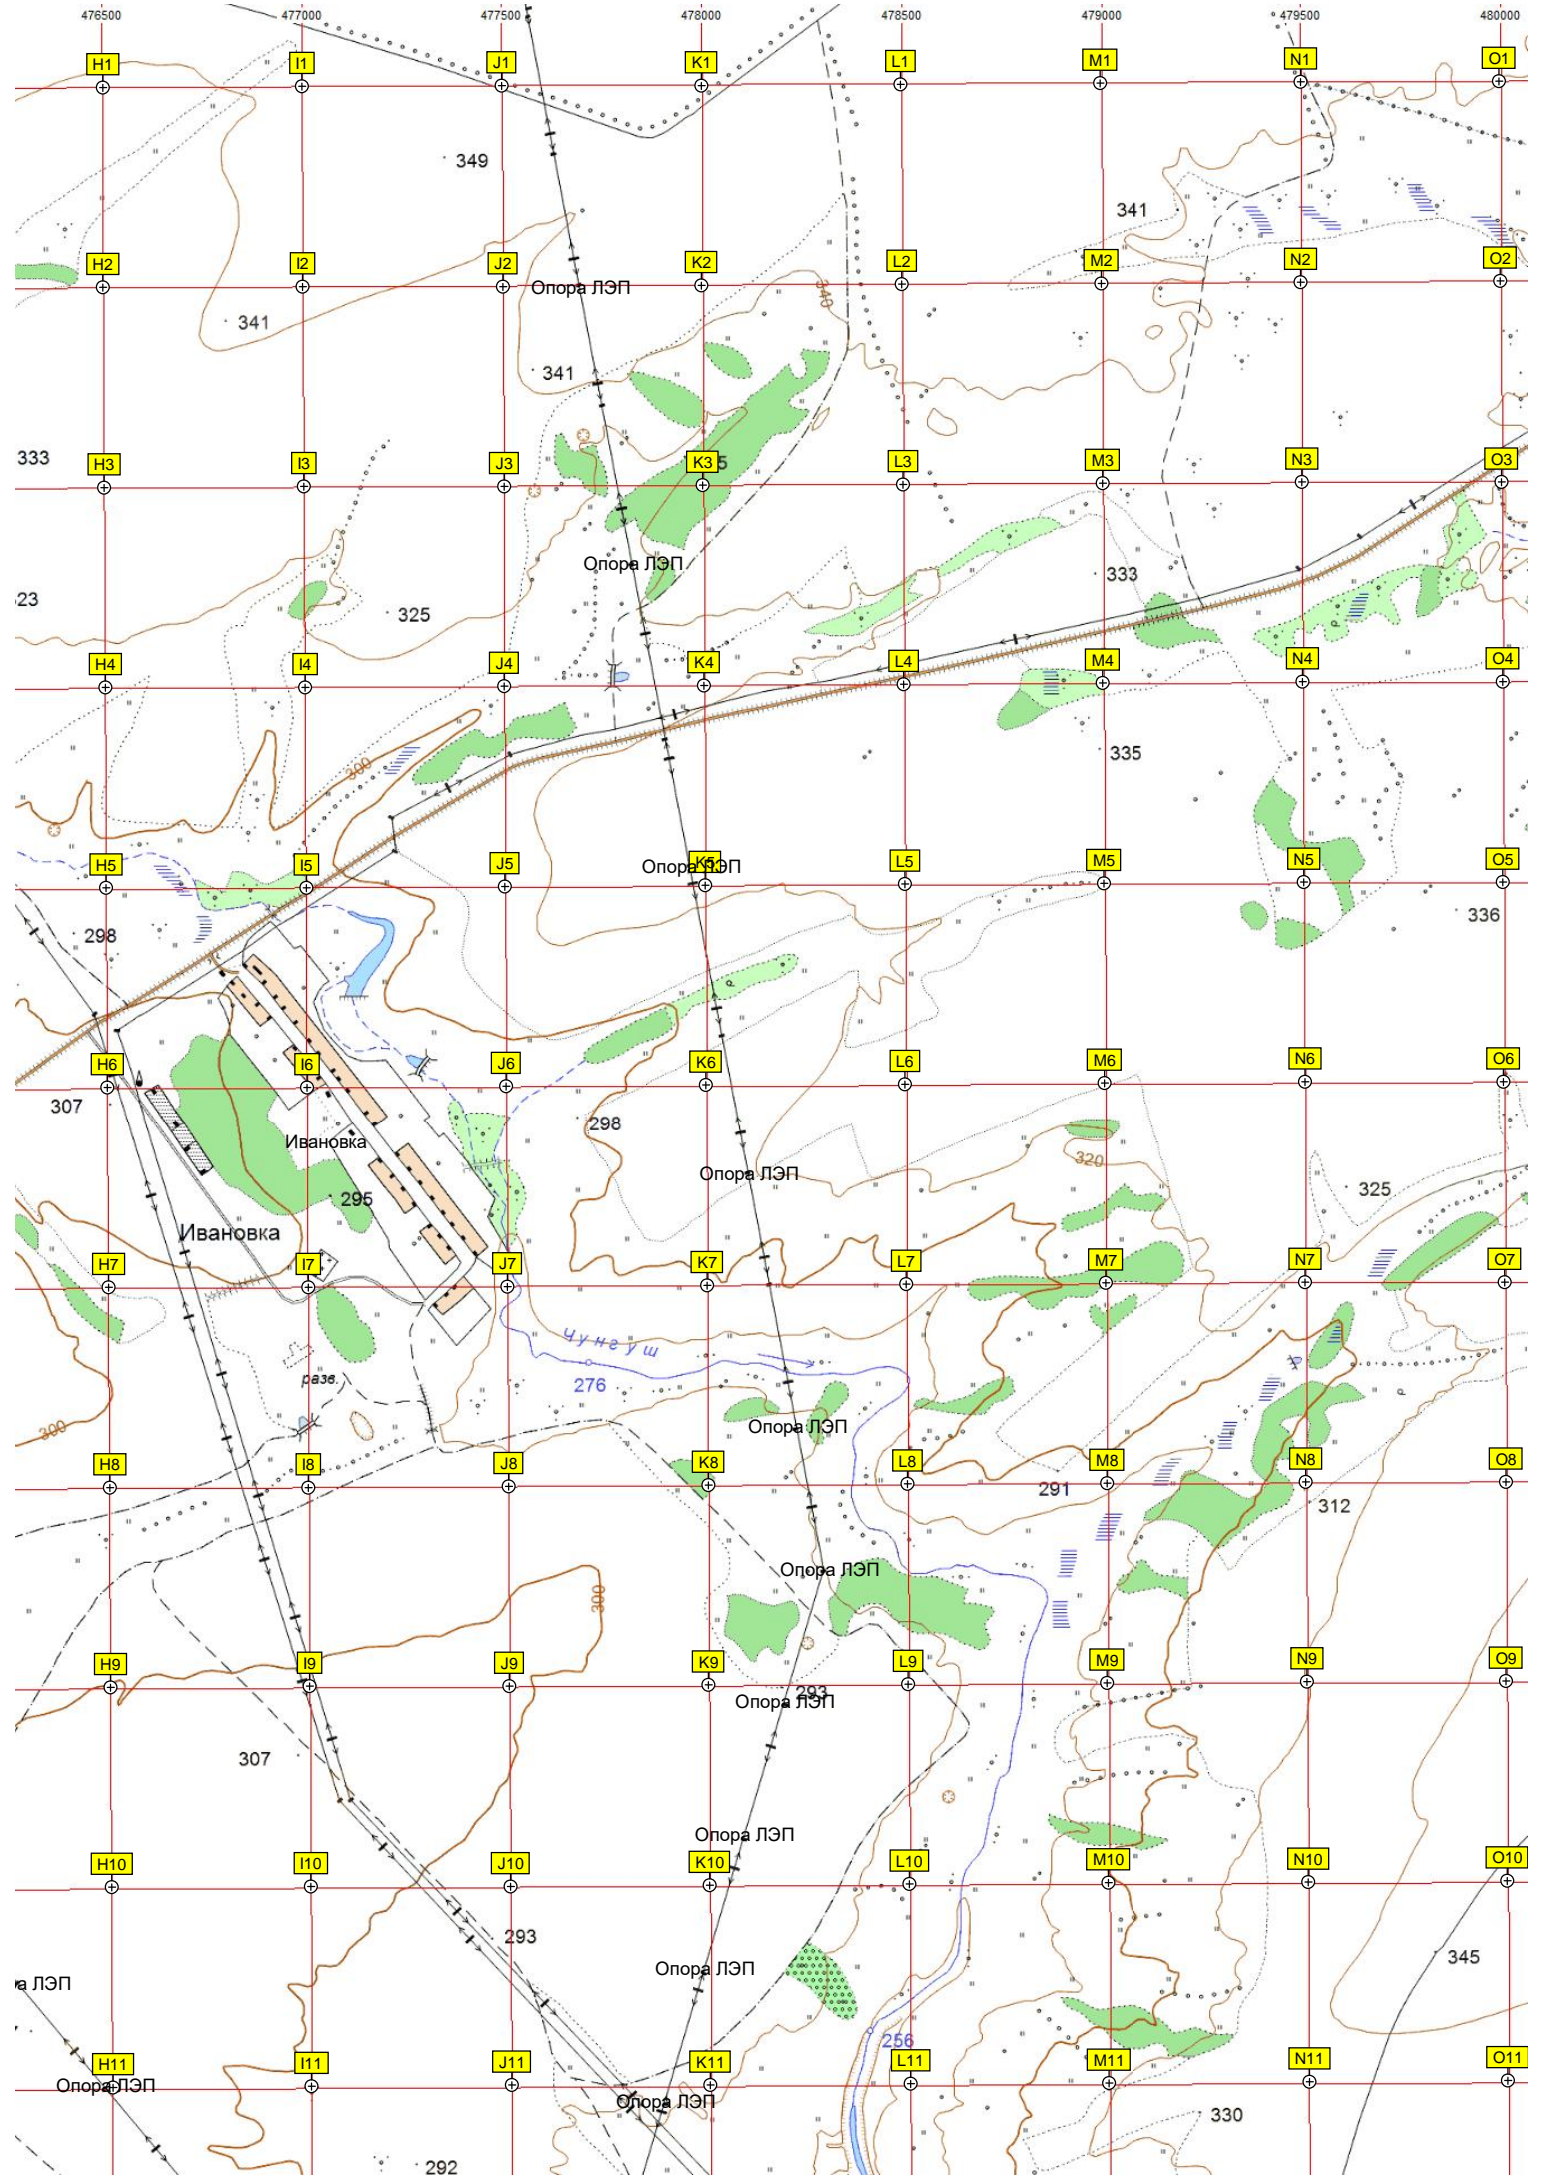 476500 477000 477500 478000 478500 479000 479500 480000
H1 I1 J1 K1 L1 M1 N1 O1
349
341
H2 I2 J2 K2 L2 M2 N2 O2
Опора ЛЭП
340
341
341
333
H3 I3 J3 K3 L3 M3 N3 O3
Опора ЛЭП
333
325
H4 I4 J4 K4 L4 M4 N4 O4
335
300
H5 I5 J5 K5 L5 M5 N5 O5
Опора ЛЭП
336
298
H6 I6 J6 K6 L6 M6 N6 O6
307
298
Ивановка
320
Опора ЛЭП
325
295
Ивановка
H7 I7 J7 K7 L7 M7 N7 O7
Чунгуш
276
разв.
300
Опора ЛЭП
H8 I8 J8 K8 L8 M8 N8 O8
291
312
Опора ЛЭП
300
H9 I9 J9 K9 L9 M9 N9 O9
293
Опора ЛЭП
307
Опора ЛЭП
H10 I10 J10 K10 L10 M10 N10 O10
293
345
Опора ЛЭП
ЛЭП
256
H11 I11 J11 K11 L11 M11 N11 O11
Опора ЛЭП
Опора ЛЭП
330
292